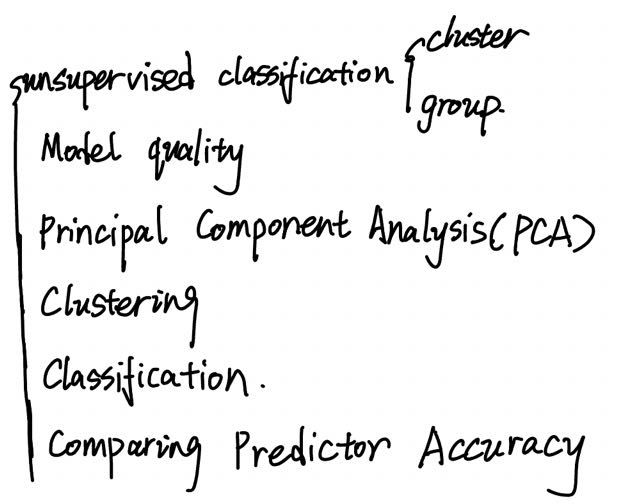 cluster
unsupervised classification
group.
Model quality
Principal Component Analysis (PCA)
Clustering
Classification.
Comparing Predictor Accuracy